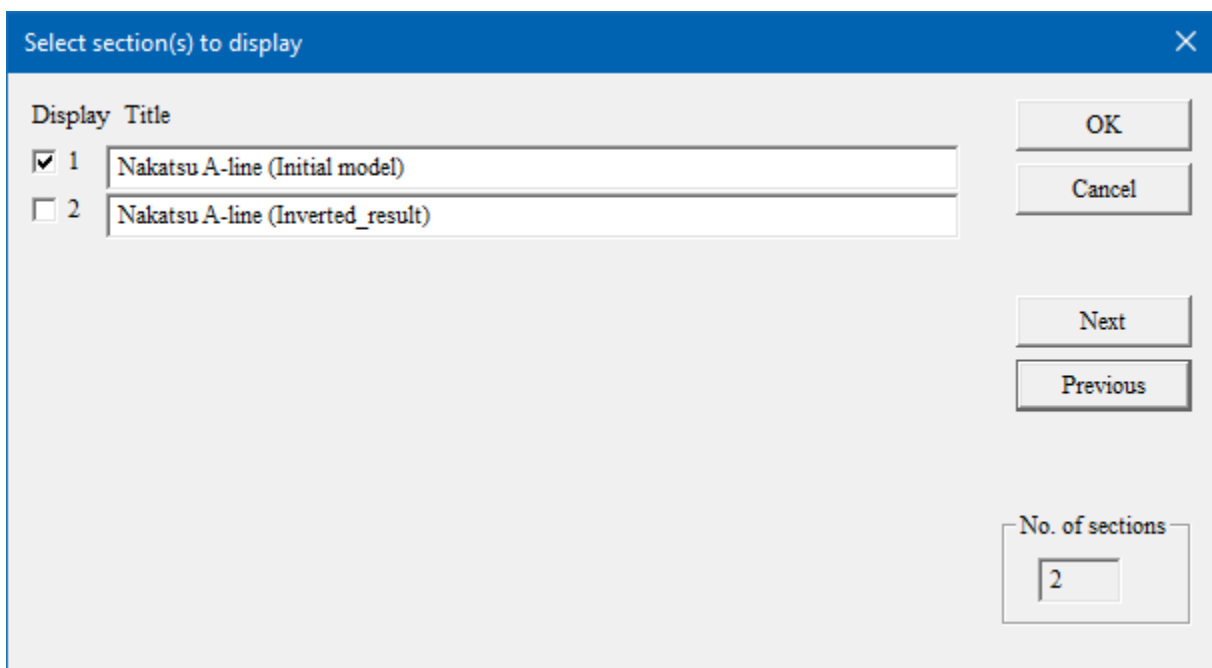 Select section(s) to display
Display Title
OK
1 Nakatsu A-line (Initial model)
Cancel
2 Nakatsu A-line (Inverted_result)
Next
Previous
No. of sections
2